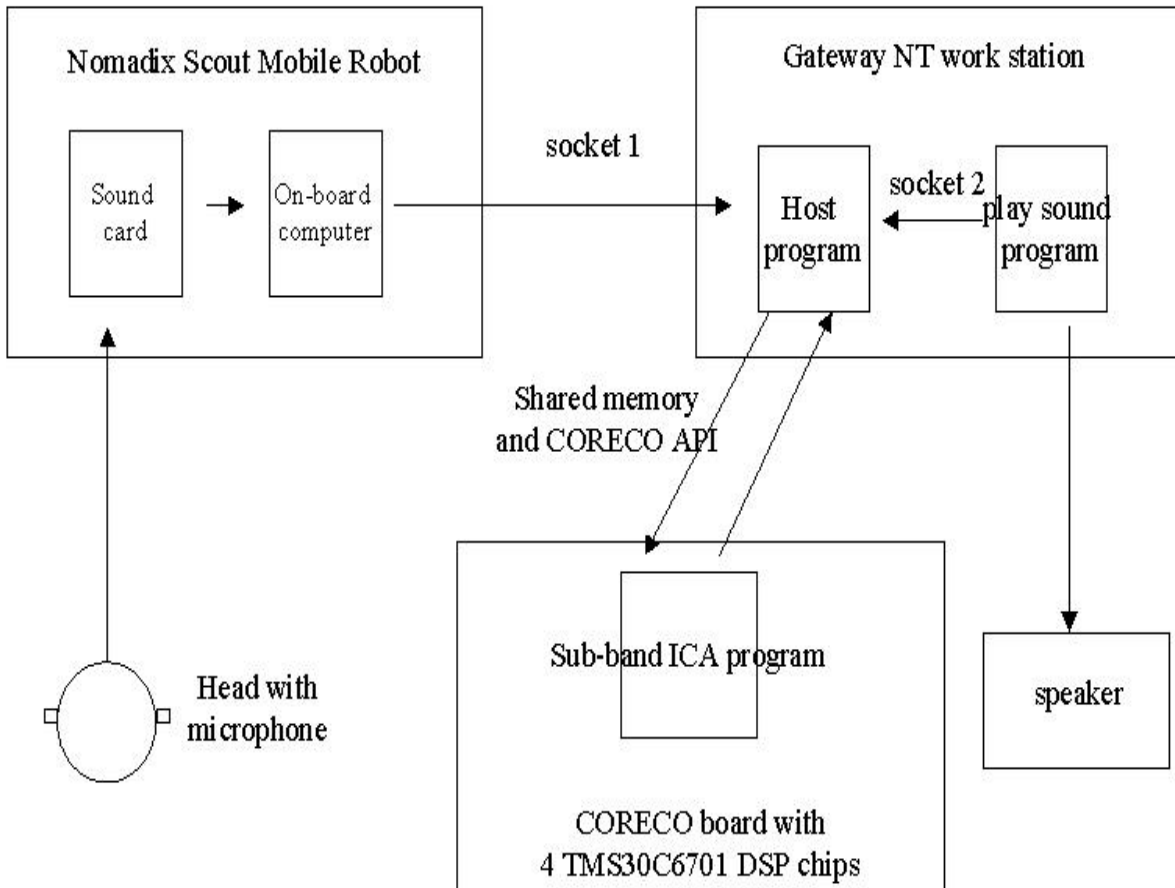 Nomadix Scout Mobile Robot
Gateway NT work station
Sound
card
On-board
computer
socket 1
Host
program
socket 2
play sound
program
Shared memory
and CORECO API
Head with
microphone
Sub-band ICA program
speaker
CORECO board with
4 TMS30C6701 DSP chips